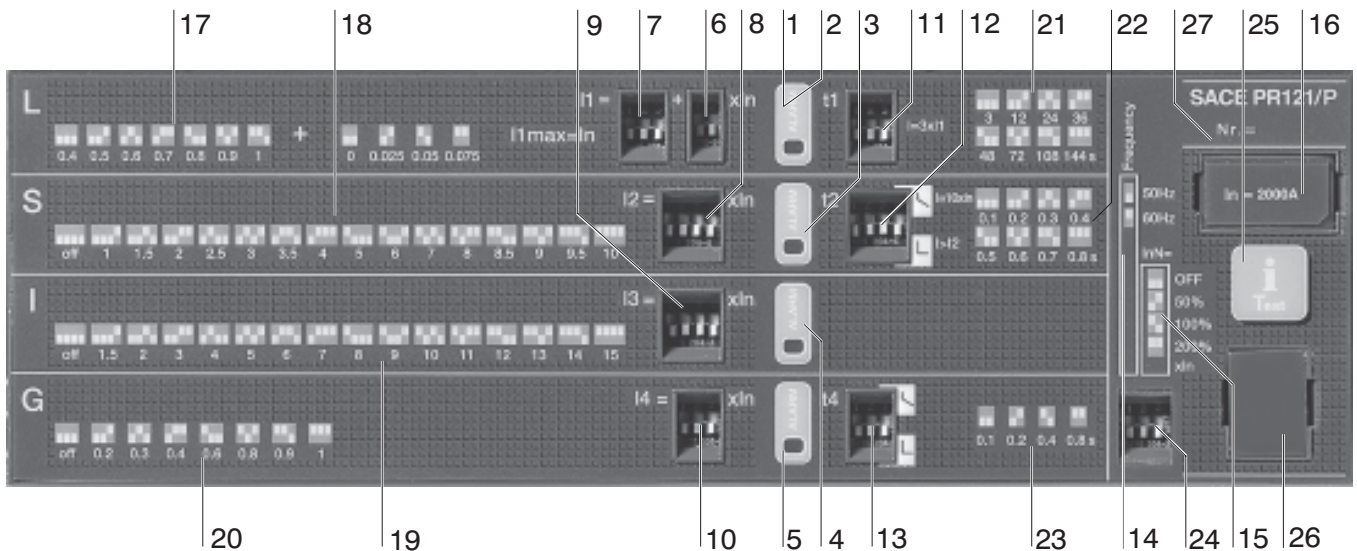 17 18 9 7 6 8 1 2 3 11 12 21 22 27 25 16
L I1 = + xIn ALARM t1 Frequency SACE PR121/P
Nr.=
I1max=In I=3xI1 3 12 24 36
0.4 0.5 0.6 0.7 0.8 0.9 1 + 0 0.025 0.05 0.075 48 72 108 144 s
S I2 = xIn t2 I=10xIn 50Hz In = 2000A
0.1 0.2 0.3 0.4 60Hz
I>I2
off 1 1.5 2 2.5 3 3.5 4 5 6 7 8 8.5 9 9.5 10 0.5 0.6 0.7 0.8 s InN=
I I3 = xIn ALARM OFF i
50% Test
100%
off 1.5 2 3 4 5 6 7 8 9 10 11 12 13 14 15 200%
xIn
G I4 = xIn ALARM t4
off 0.2 0.3 0.4 0.6 0.8 0.9 1 0.1 0.2 0.4 0.8 s
20 19 10 5 4 13 23 14 24 15 26